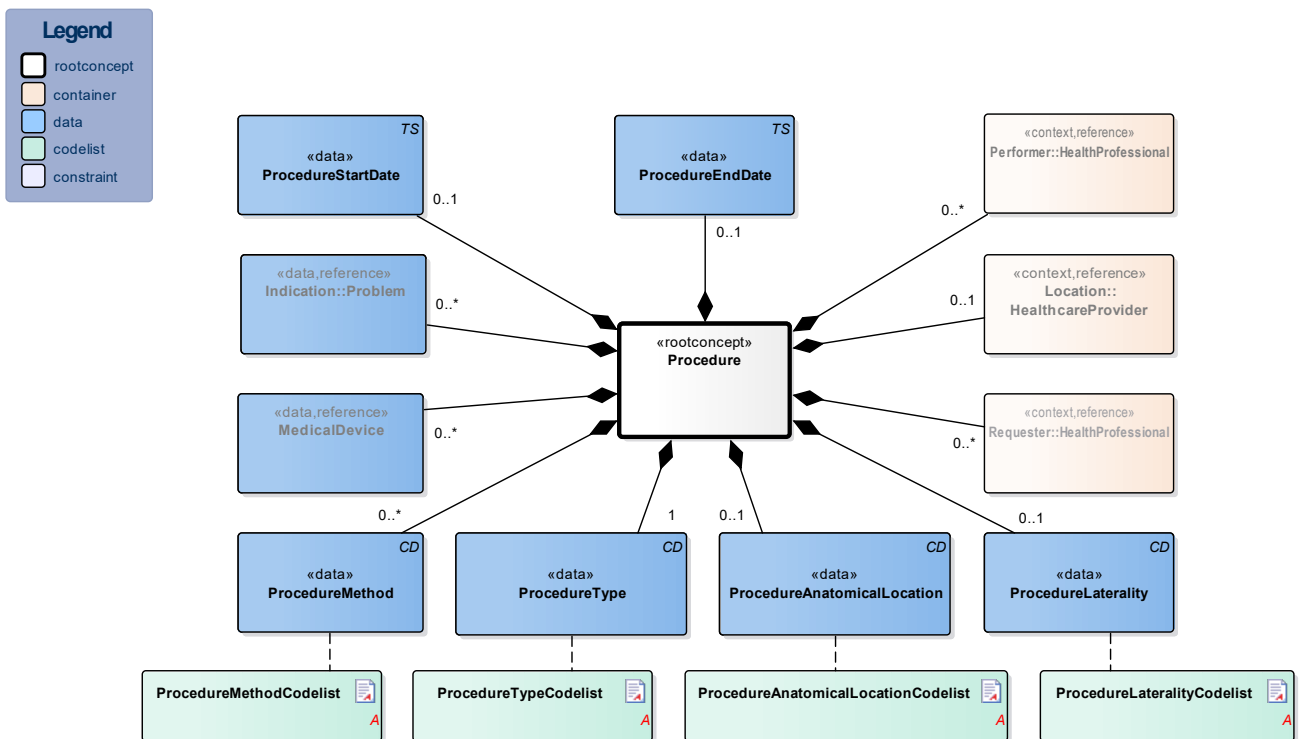 Legend
rootconcept
container
data
codelist
constraint
TS
«data»
ProcedureStartDate
0..1
TS
«data»
ProcedureEndDate
0..1
«context,reference»
Performer::HealthProfessional
0..*
«data,reference»
Indication::Problem
0..*
«context,reference»
Location::
HealthcareProvider
0..1
«rootconcept»
Procedure
«data,reference»
MedicalDevice
0..*
«context,reference»
Requester::HealthProfessional
0..*
0..*
1
0..1
0..1
CD
«data»
ProcedureMethod
CD
«data»
ProcedureType
CD
«data»
ProcedureAnatomicalLocation
CD
«data»
ProcedureLaterality
ProcedureMethodCodelist
A
ProcedureTypeCodelist
A
ProcedureAnatomicalLocationCodelist
A
ProcedureLateralityCodelist
A